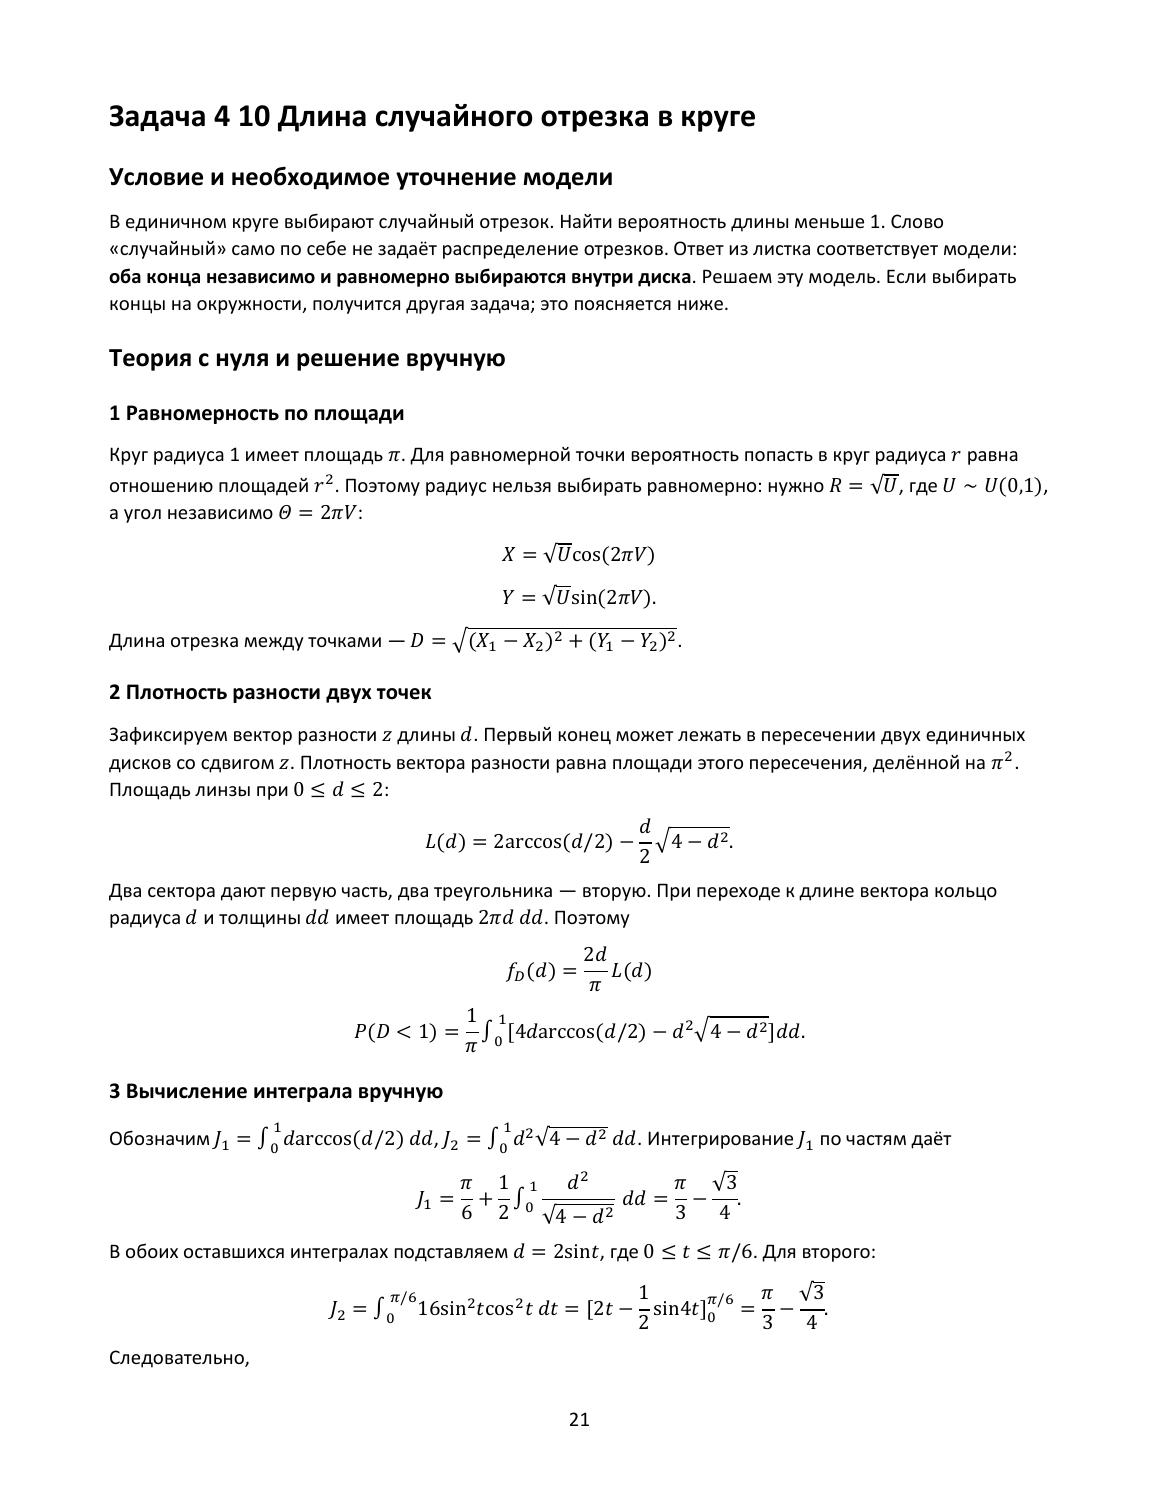 Задача 4 10 Длина случайного отрезка в круге
Условие и необходимое уточнение модели
В единичном круге выбирают случайный отрезок. Найти вероятность длины меньше 1. Слово
«случайный» само по себе не задаёт распределение отрезков. Ответ из листка соответствует модели:
оба конца независимо и равномерно выбираются внутри диска. Решаем эту модель. Если выбирать
концы на окружности, получится другая задача; это поясняется ниже.
Теория с нуля и решение вручную
1 Равномерность по площади
Круг радиуса 1 имеет площадь π. Для равномерной точки вероятность попасть в круг радиуса r равна
отношению площадей r². Поэтому радиус нельзя выбирать равномерно: нужно R = √U, где U ~ U(0,1),
а угол независимо Θ = 2πV:
X = √U cos(2πV)
Y = √U sin(2πV).
Длина отрезка между точками — D = √((X₁ − X₂)² + (Y₁ − Y₂)²).
2 Плотность разности двух точек
Зафиксируем вектор разности z длины d. Первый конец может лежать в пересечении двух единичных
дисков со сдвигом z. Плотность вектора разности равна площади этого пересечения, делённой на π².
Площадь линзы при 0 ≤ d ≤ 2:
L(d) = 2arccos(d/2) − d/2 √(4 − d²).
Два сектора дают первую часть, два треугольника — вторую. При переходе к длине вектора кольцо
радиуса d и толщины dd имеет площадь 2πd dd. Поэтому
f_D(d) = 2d/π L(d)
P(D < 1) = 1/π ∫₀¹[4darccos(d/2) − d²√(4 − d²)]dd.
3 Вычисление интеграла вручную
Обозначим J₁ = ∫₀¹darccos(d/2) dd, J₂ = ∫₀¹d²√(4 − d²) dd. Интегрирование J₁ по частям даёт
J₁ = π/6 + 1/2 ∫₀¹ d²/√(4 − d²) dd = π/3 − √3/4.
В обоих оставшихся интегралах подставляем d = 2sint, где 0 ≤ t ≤ π/6. Для второго:
J₂ = ∫₀^(π/6)16sin²tcos²t dt = [2t − 1/2 sin4t]₀^(π/6) = π/3 − √3/4.
Следовательно,
21